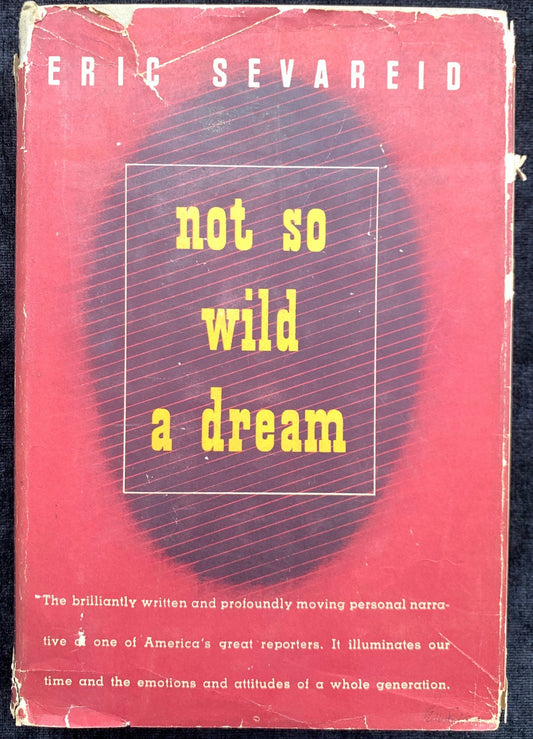 ERIC SEVAREID
not so
wild
a dream
"The brilliantly written and profoundly moving personal narra-
tive of one of America's great reporters. It illuminates our
time and the emotions and attitudes of a whole generation.